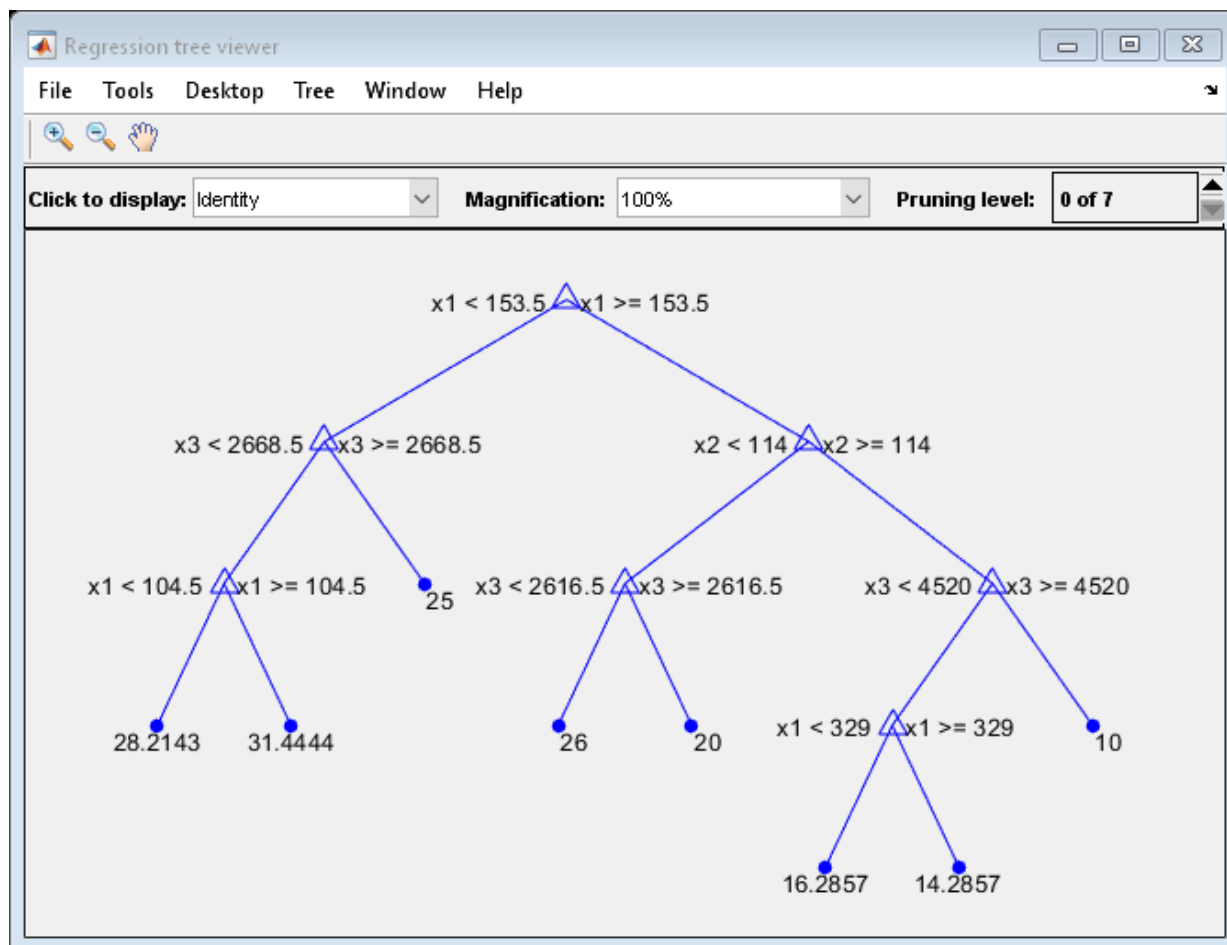 Regression tree viewer
File Tools Desktop Tree Window Help
Click to display: Identity Magnification: 100% Pruning level: 0 of 7
x1 < 153.5 x1 >= 153.5
x3 < 2668.5 x3 >= 2668.5 x2 < 114 x2 >= 114
x1 < 104.5 x1 >= 104.5 25 x3 < 2616.5 x3 >= 2616.5 x3 < 4520 x3 >= 4520
28.2143 31.4444 26 20 x1 < 329 x1 >= 329 10
16.2857 14.2857